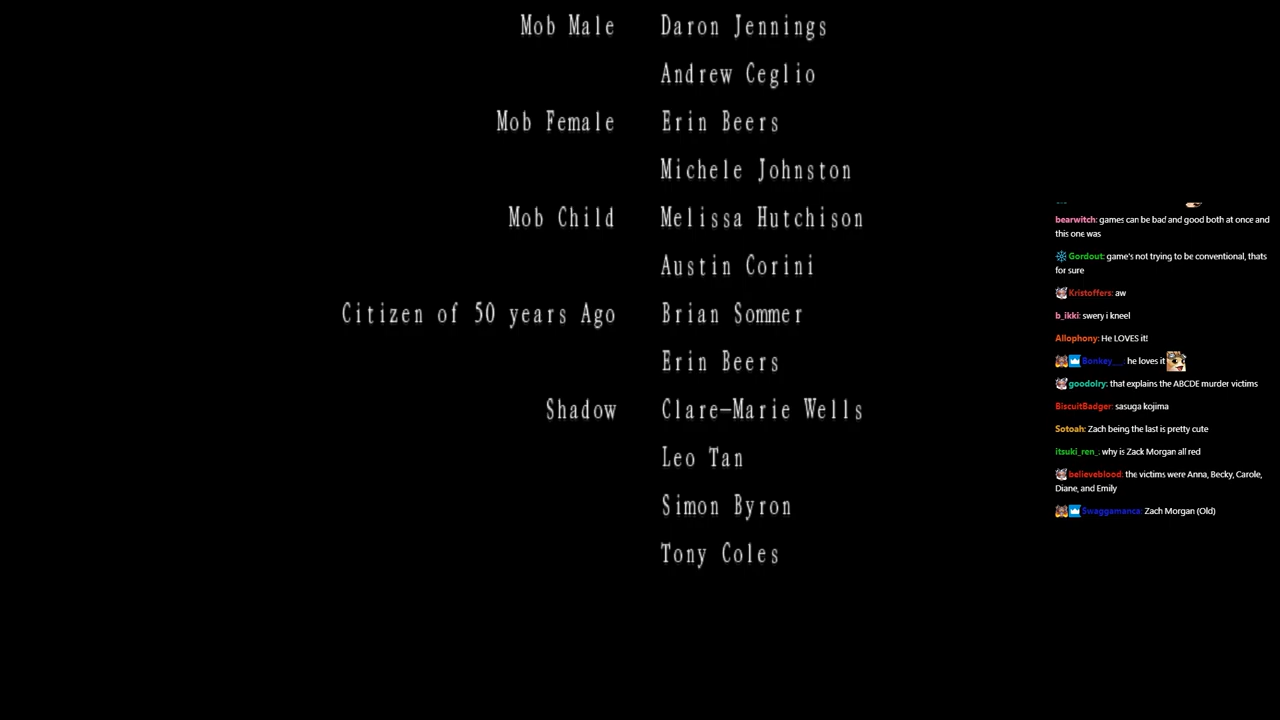 Mob Male Daron Jennings
Andrew Ceglio
Mob Female Erin Beers
Michele Johnston
Mob Child Melissa Hutchison
Austin Corini
Citizen of 50 years Ago Brian Sommer
Erin Beers
Shadow Clare-Marie Wells
Leo Tan
Simon Byron
Tony Coles
bearwitch: games can be bad and good both at once and
this one was
Gordout: game's not trying to be conventional, thats
for sure
Kristoffers: aw
b_ikki: swery i kneel
Allophony: He LOVES it!
Bonkey__: he loves it
goodolry: that explains the ABCDE murder victims
BiscuitBadger: sasuga kojima
Sotoah: Zach being the last is pretty cute
itsuki_ren_: why is Zack Morgan all red
believeblood: the victims were Anna, Becky, Carole,
Diane, and Emily
Swaggamanca: Zach Morgan (Old)